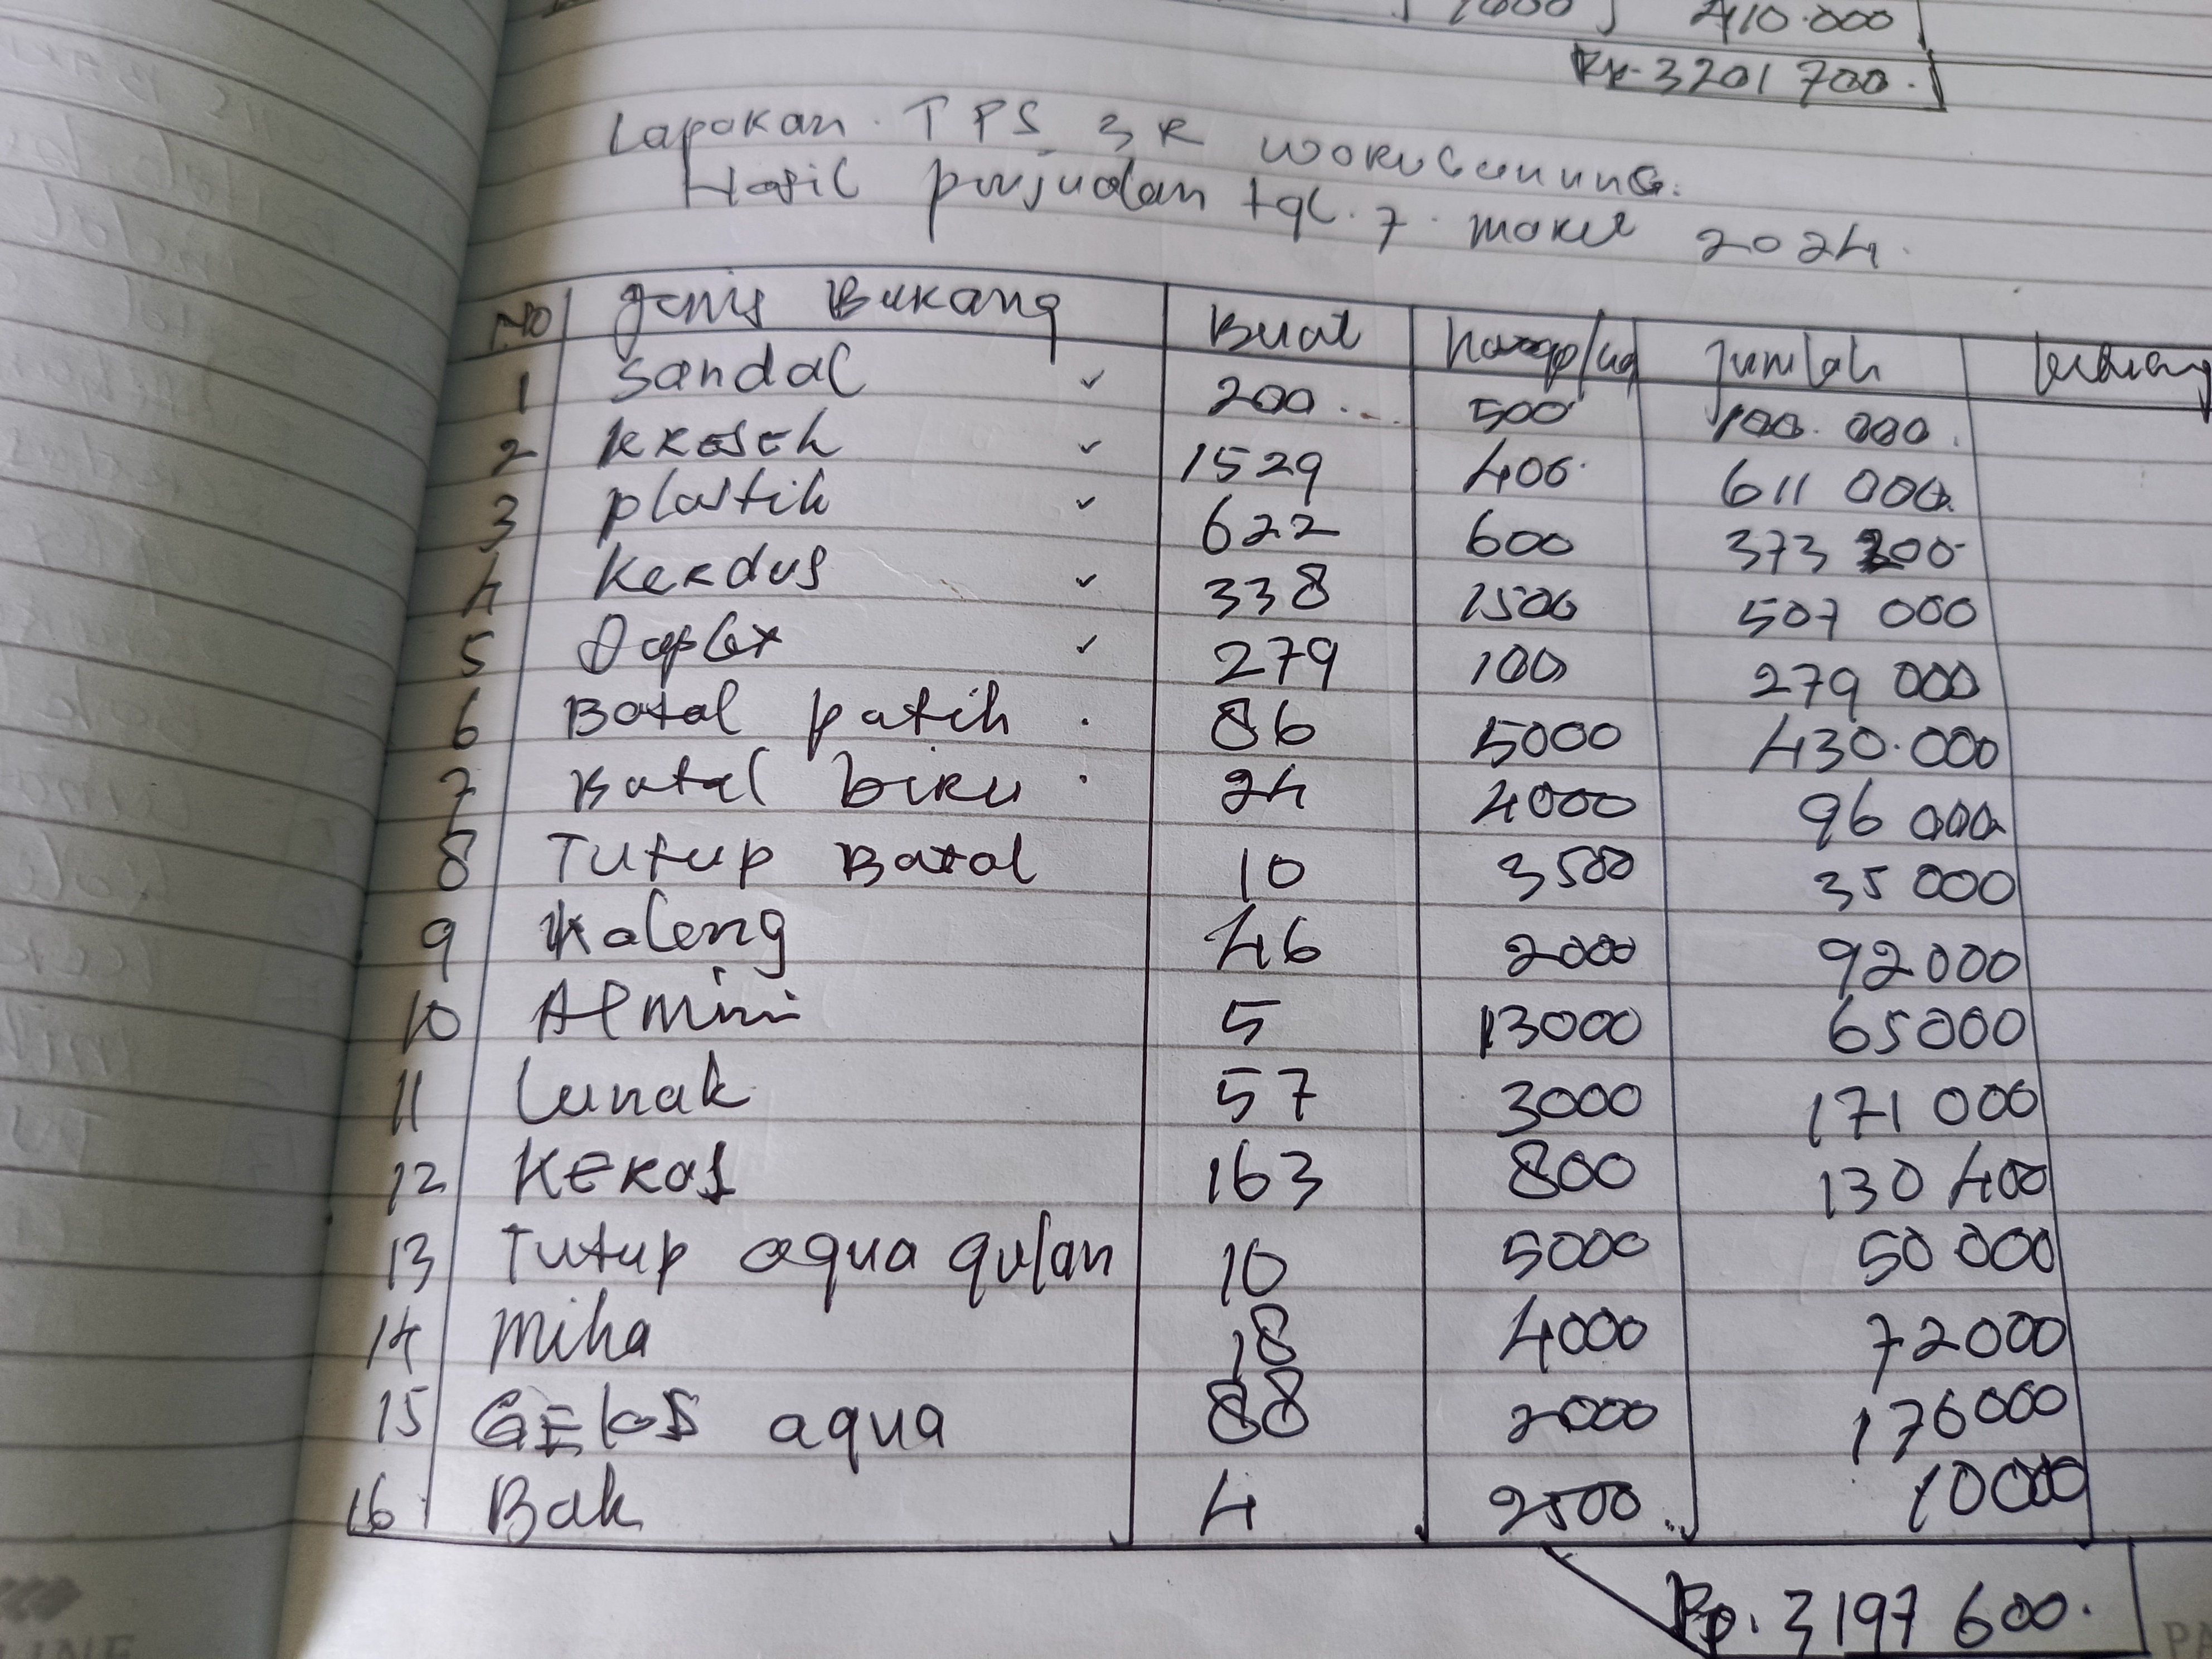 1000 410.000
Rp. 3201 700.
Laporan. TPS 3R WORUGUNUNG.
Hasil penjualan tgl. 7. maret 2024.
No Jenis Barang Berat harga/kg Jumlah
1 Sandal ✓ 200 500 100.000.
2 KRESEK ✓ 1529 400. 611 000.
3 plastik ✓ 622 600 373 200
4 Kerdus ✓ 338 1500 507 000
5 Duplex ✓ 279 100 279 000
6 Botol putih . 86 5000 430.000
7 Botol biru . 24 4000 96 000
8 Tutup Botol 10 3500 35 000
9 Kaleng 46 2000 92000
10 Almini 5 13000 65000
11 Lunak 57 3000 171 000
12 KERAS 163 800 130 400
13 Tutup aqua qulan 10 5000 50 000
14 Mika 18 4000 72000
15 GELAS aqua 88 2000 176000
16 Bak 4 2500 10000
Rp. 3197 600.